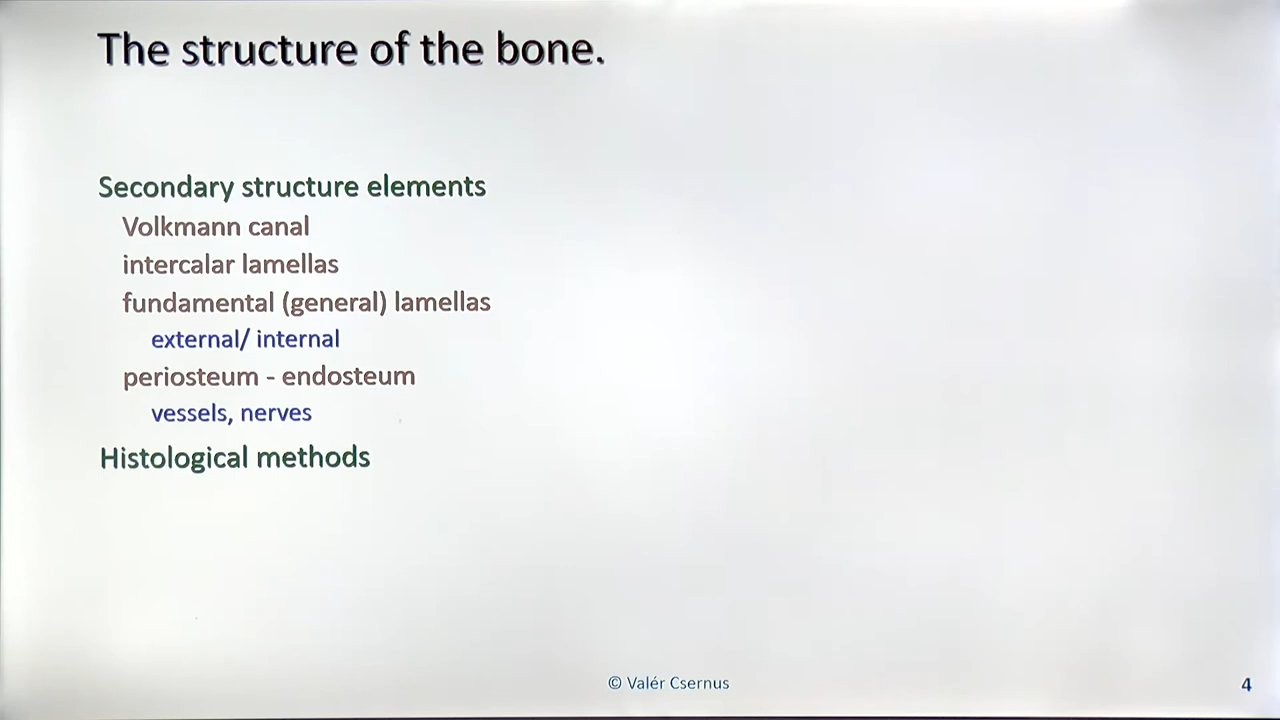 The structure of the bone.
Secondary structure elements
Volkmann canal
intercalar lamellas
fundamental (general) lamellas
external/ internal
periosteum - endosteum
vessels, nerves
Histological methods
© Valér Csernus
4